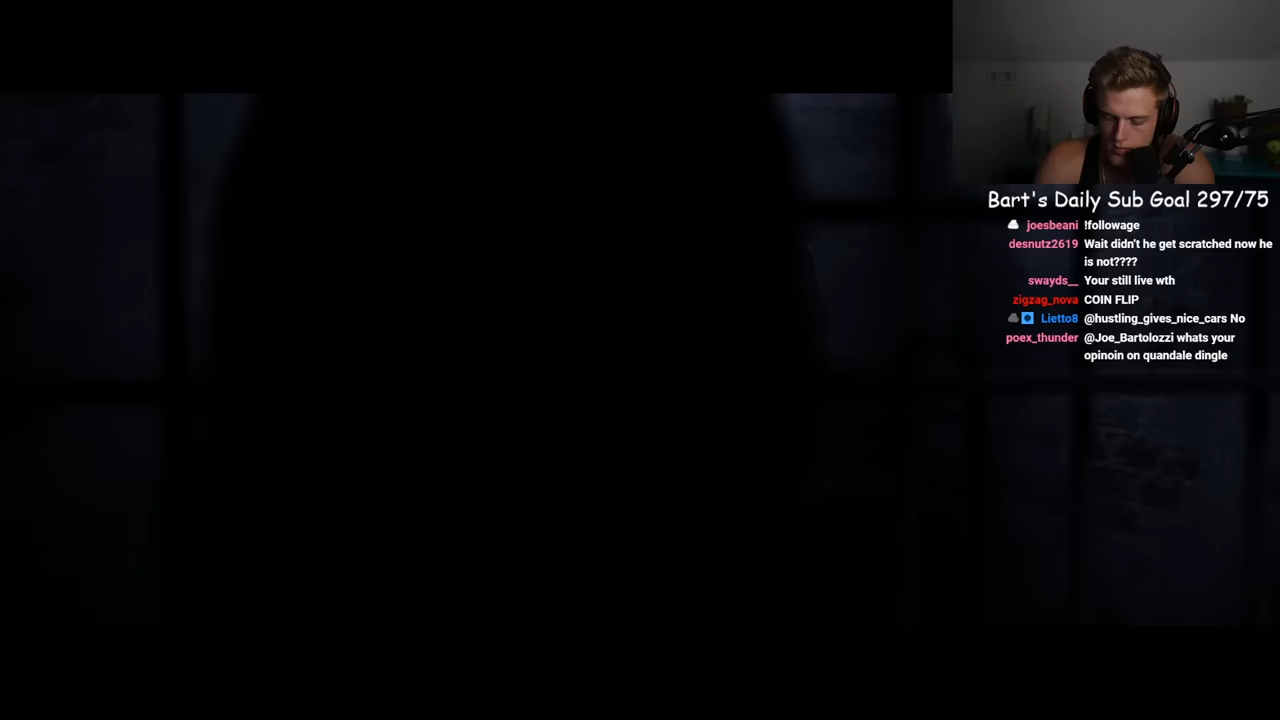 Bart's Daily Sub Goal 297/75
joesbeani !followage
desnutz2619 Wait didn't he get scratched now he
is not????
swayds__ Your still live wth
zigzag_nova COIN FLIP
Lietto8 @hustling_gives_nice_cars No
poex_thunder @Joe_Bartolozzi whats your
opinoin on quandale dingle